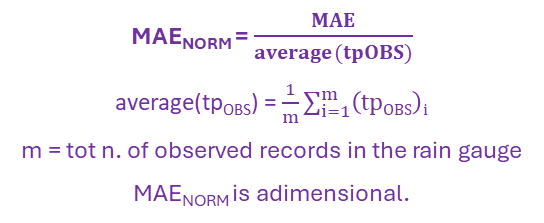 MAE_NORM = MAE / average(tpOBS)
average(tp_OBS) = 1/m ∑_{i=1}^{m} (tp_OBS)_i
m = tot n. of observed records in the rain gauge
MAE_NORM is adimensional.